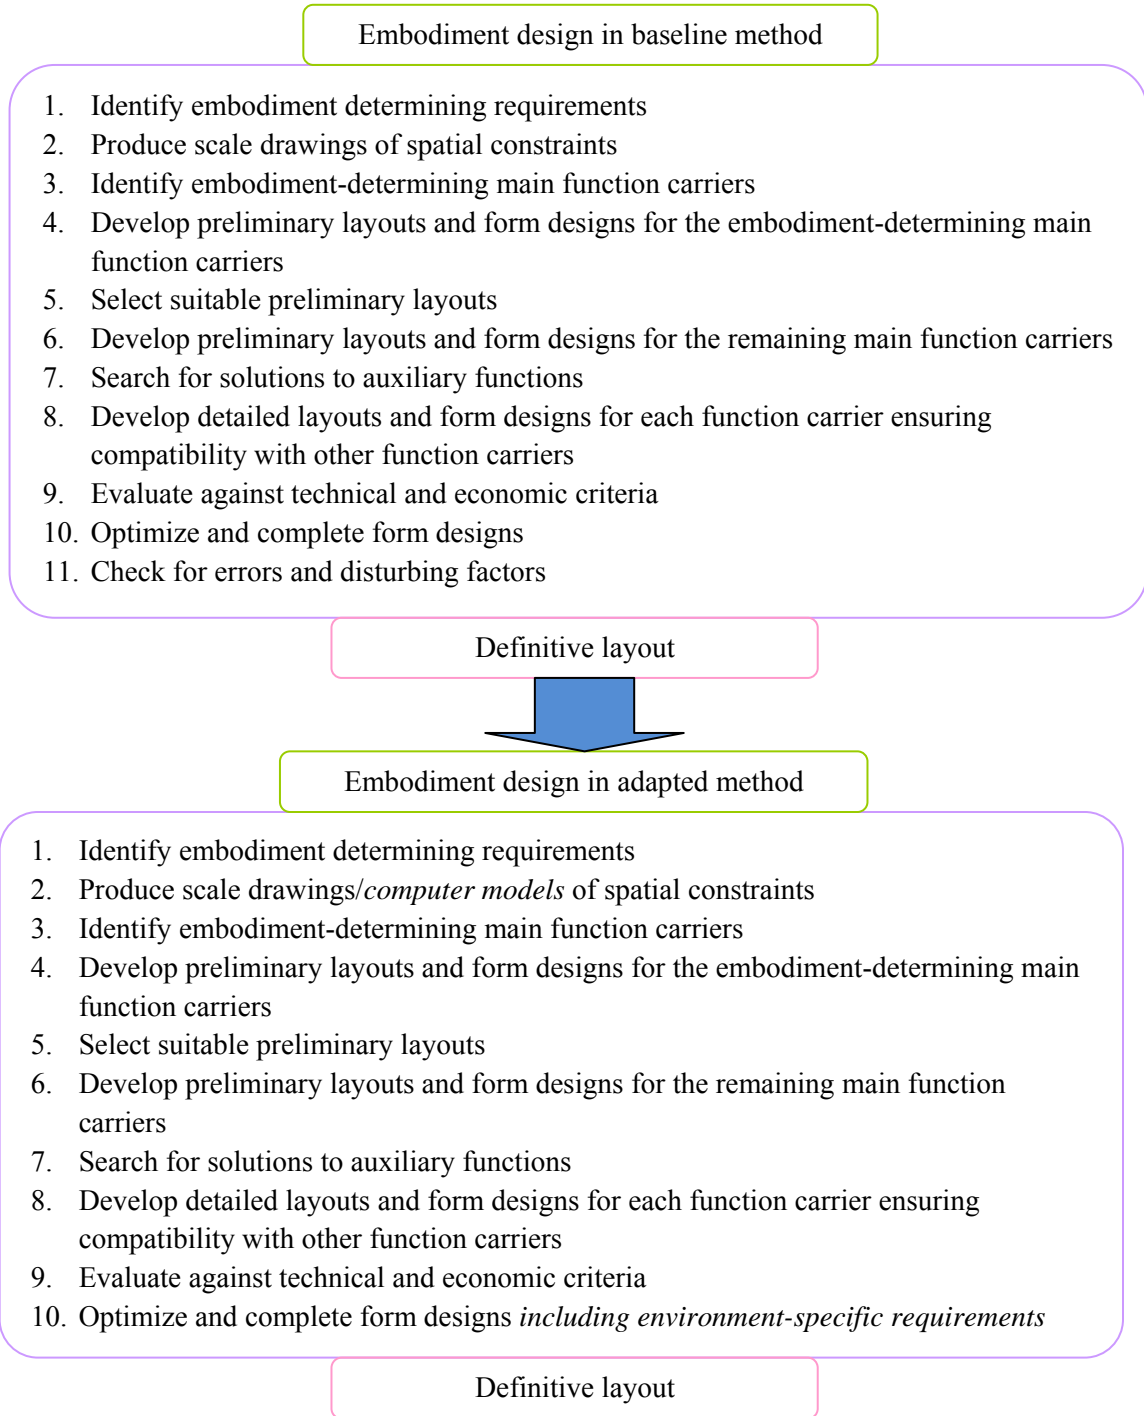 Embodiment design in baseline method
1. Identify embodiment determining requirements
2. Produce scale drawings of spatial constraints
3. Identify embodiment-determining main function carriers
4. Develop preliminary layouts and form designs for the embodiment-determining main
function carriers
5. Select suitable preliminary layouts
6. Develop preliminary layouts and form designs for the remaining main function carriers
7. Search for solutions to auxiliary functions
8. Develop detailed layouts and form designs for each function carrier ensuring
compatibility with other function carriers
9. Evaluate against technical and economic criteria
10. Optimize and complete form designs
11. Check for errors and disturbing factors
Definitive layout
Embodiment design in adapted method
1. Identify embodiment determining requirements
2. Produce scale drawings/computer models of spatial constraints
3. Identify embodiment-determining main function carriers
4. Develop preliminary layouts and form designs for the embodiment-determining main
function carriers
5. Select suitable preliminary layouts
6. Develop preliminary layouts and form designs for the remaining main function
carriers
7. Search for solutions to auxiliary functions
8. Develop detailed layouts and form designs for each function carrier ensuring
compatibility with other function carriers
9. Evaluate against technical and economic criteria
10. Optimize and complete form designs including environment-specific requirements
Definitive layout